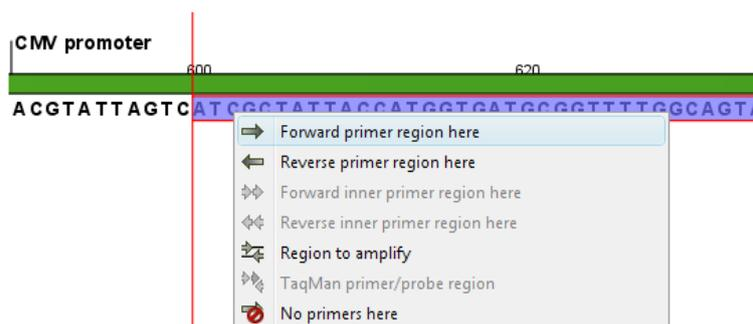 CMV promoter
600 620
ACGTATTAGTCATCGCTATTACCATGGTGATGCGGTTTTGGCAGTA
Forward primer region here
Reverse primer region here
Forward inner primer region here
Reverse inner primer region here
Region to amplify
TaqMan primer/probe region
No primers here